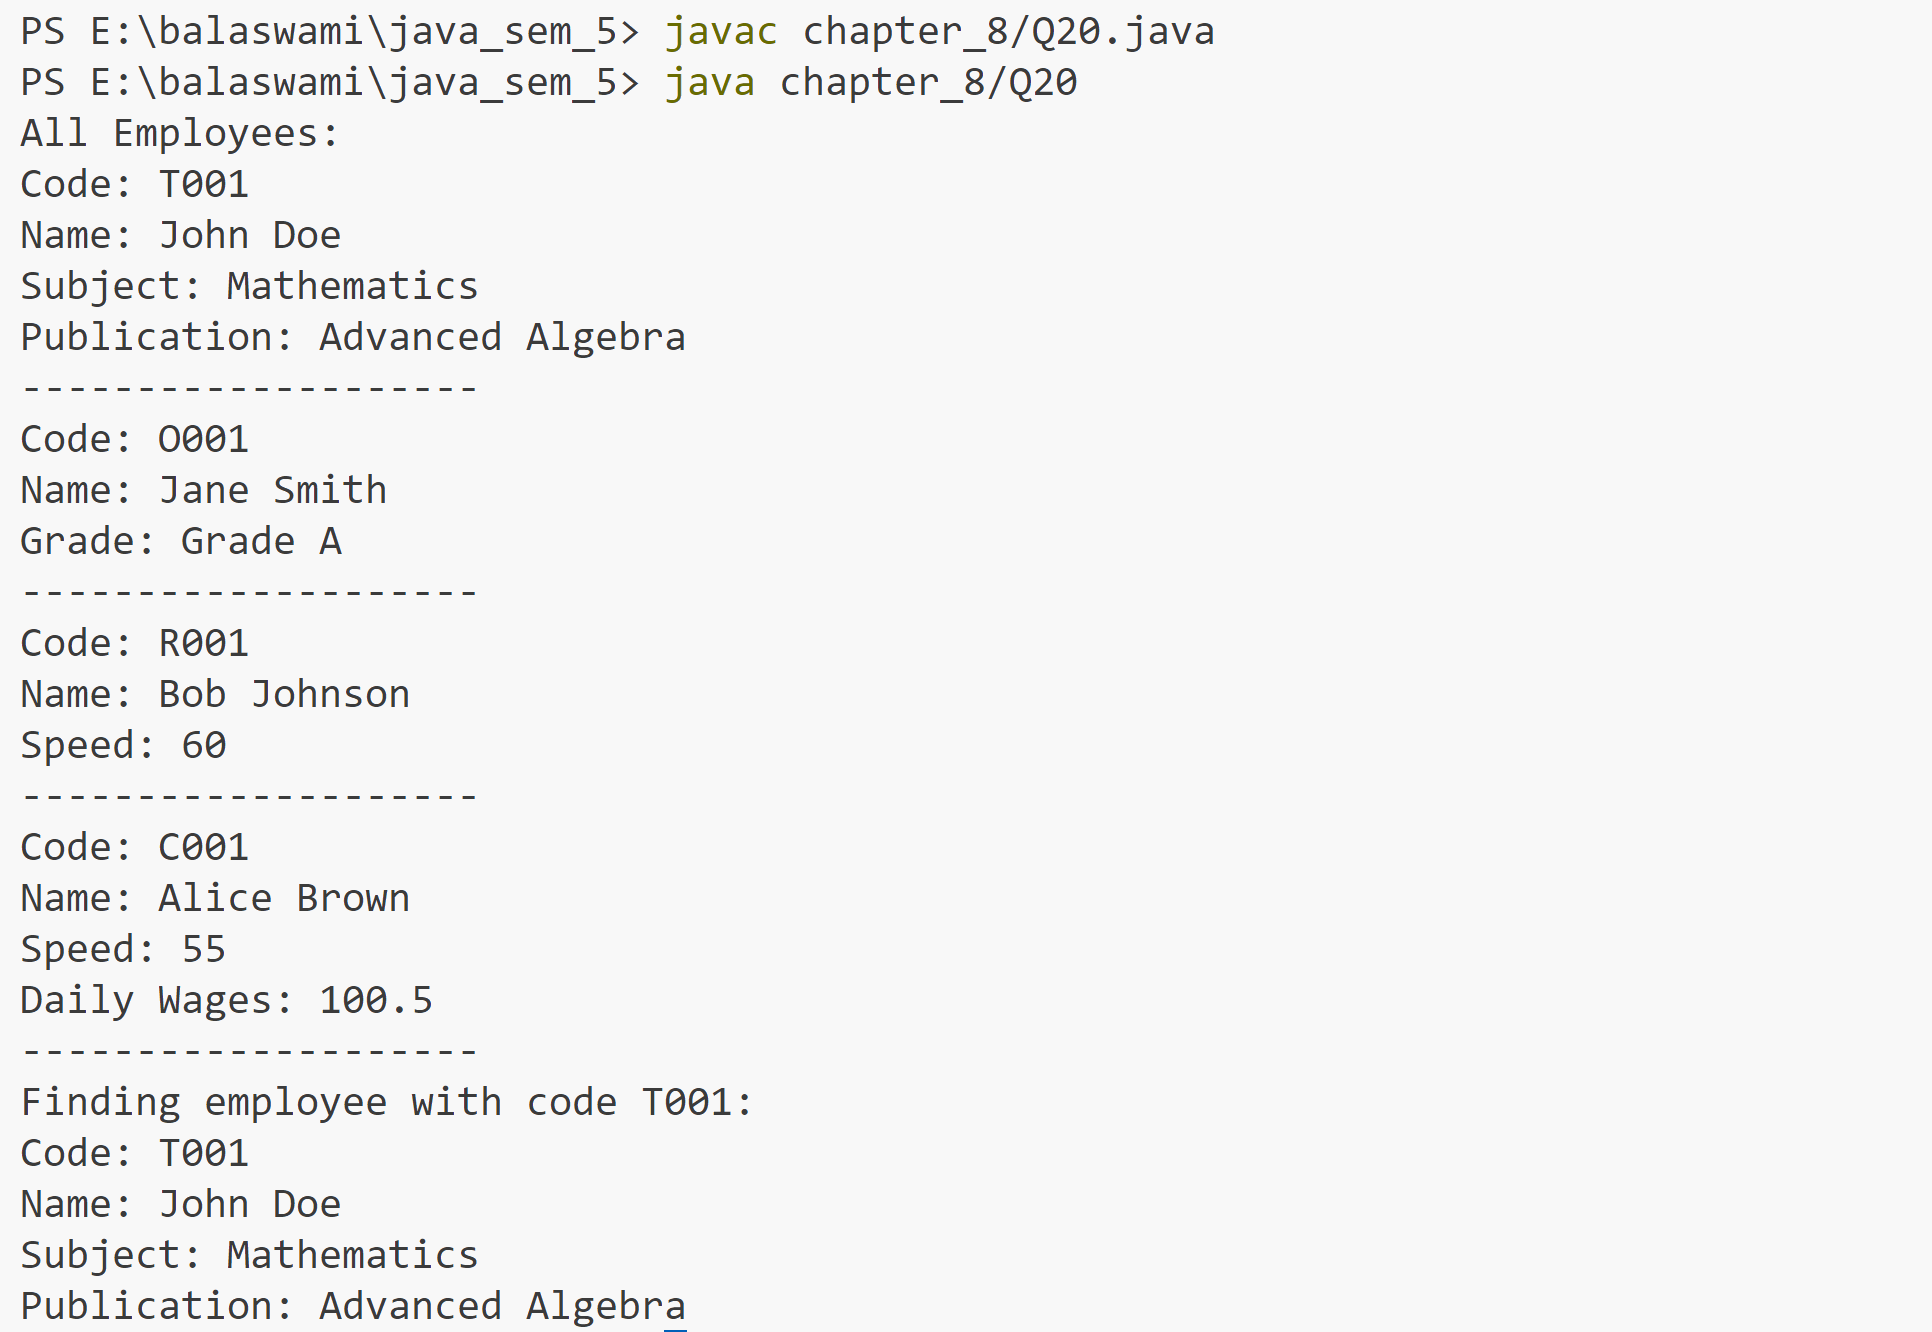 PS E:\balaswami\java_sem_5> javac chapter_8/Q20.java
PS E:\balaswami\java_sem_5> java chapter_8/Q20
All Employees:
Code: T001
Name: John Doe
Subject: Mathematics
Publication: Advanced Algebra
--------------------
Code: O001
Name: Jane Smith
Grade: Grade A
--------------------
Code: R001
Name: Bob Johnson
Speed: 60
--------------------
Code: C001
Name: Alice Brown
Speed: 55
Daily Wages: 100.5
--------------------
Finding employee with code T001:
Code: T001
Name: John Doe
Subject: Mathematics
Publication: Advanced Algebra